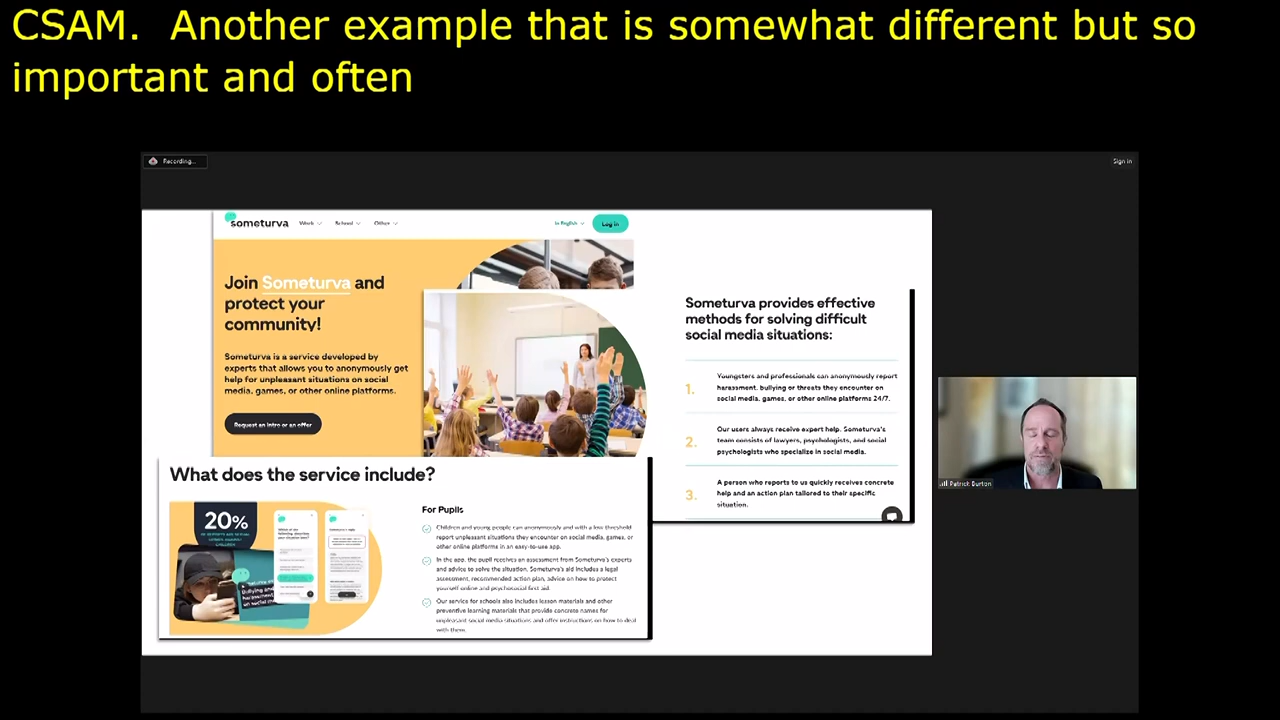 CSAM.  Another example that is somewhat different but so
important and often
Recording...
Sign in
someturva
Work
School
Other
In English
Log in
Join Someturva and
protect your
community!
Someturva is a service developed by
experts that allows you to anonymously get
help for unpleasant situations on social
media, games, or other online platforms.
Request an intro or an offer
Someturva provides effective
methods for solving difficult
social media situations:
1.
Youngsters and professionals can anonymously report
harassment, bullying or threats they encounter on
social media, games, or other online platforms 24/7.
2.
Our users always receive expert help. Someturva's
team consists of lawyers, psychologists, and social
psychologists who specialize in social media.
3.
A person who reports to us quickly receives concrete
help and an action plan tailored to their specific
situation.
Patrick Burton
What does the service include?
20%
For Pupils
Children and young people can anonymously and with a low threshold
report unpleasant situations they encounter on social media, games, or
other online platforms in an easy-to-use app.
In the app, the pupil receives an assessment from Someturva's experts
and advice to solve the situation. Someturva's aid includes a legal
assessment, recommended action plan, advice on how to protect
yourself online and psychosocial first aid.
Our service for schools also includes lesson materials and other
preventive learning materials that provide concrete names for
unpleasant social media situations and offer instructions on how to deal
with them.